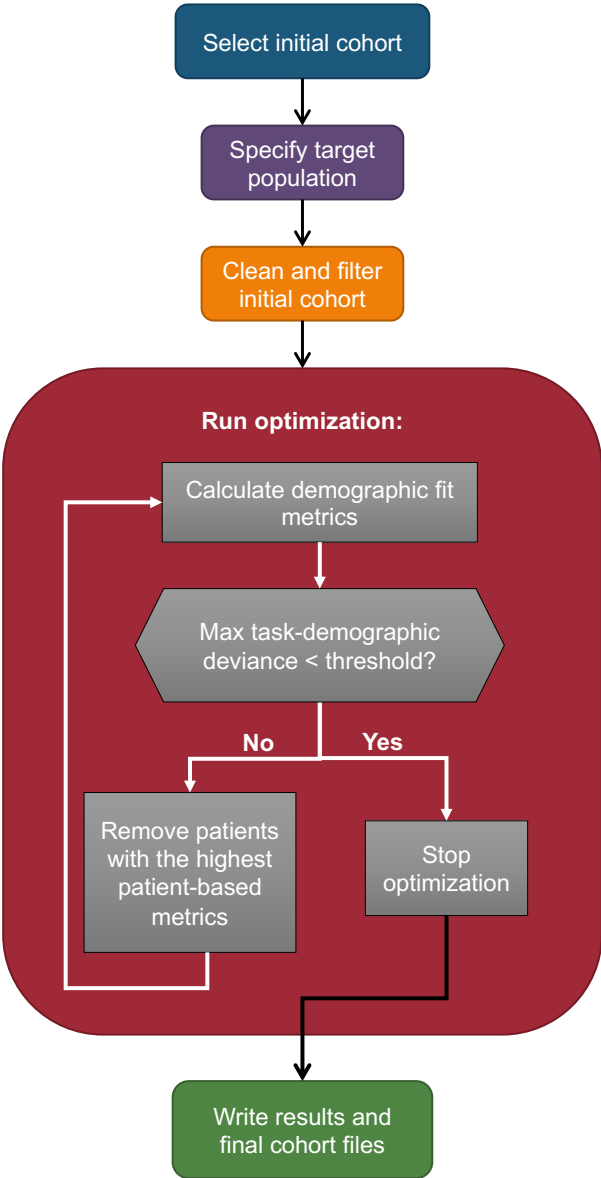 Select initial cohort
Specify target
population
Clean and filter
initial cohort
Run optimization:
Calculate demographic fit
metrics
Max task-demographic
deviance < threshold?
No
Yes
Remove patients
with the highest
patient-based
metrics
Stop
optimization
Write results and
final cohort files